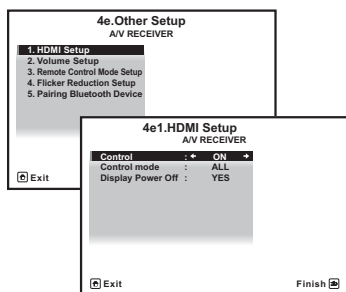 4e.Other Setup
A/V RECEIVER
1. HDMI Setup
2. Volume Setup
3. Remote Control Mode Setup
4. Flicker Reduction Setup
5. Pairing Bluetooth Device
Exit
4e1.HDMI Setup
A/V RECEIVER
Control : ON
Control mode : ALL
Display Power Off : YES
Exit Finish